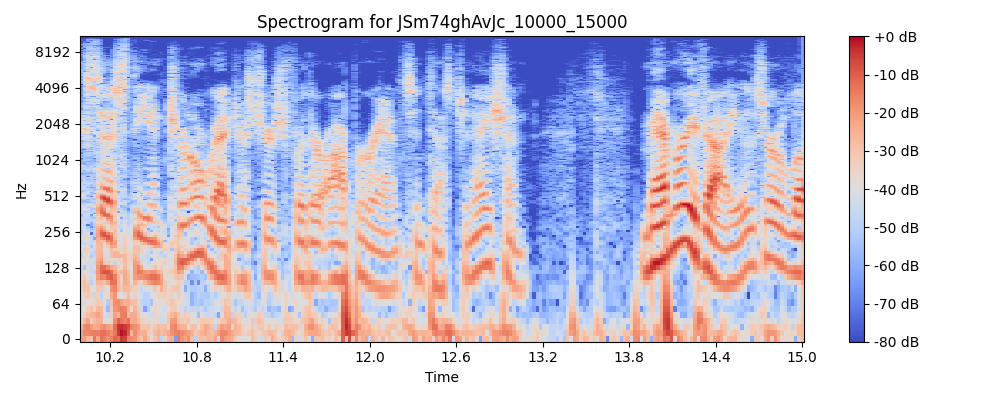 Spectrogram for JSm74ghAvJc_10000_15000
8192
4096
2048
1024
512
256
128
64
0
Hz
10.2 10.8 11.4 12.0 12.6 13.2 13.8 14.4 15.0
Time
+0 dB
-10 dB
-20 dB
-30 dB
-40 dB
-50 dB
-60 dB
-70 dB
-80 dB